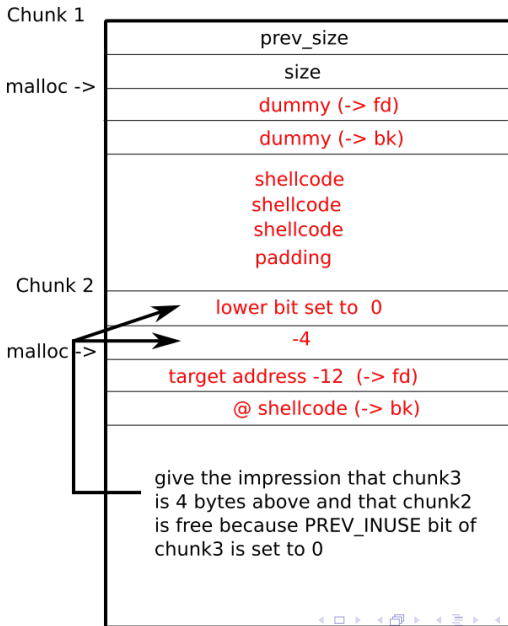 Chunk 1
prev_size
size
malloc ->
dummy (-> fd)
dummy (-> bk)
shellcode
shellcode
shellcode
padding
Chunk 2
lower bit set to 0
-4
malloc ->
target address -12 (-> fd)
@ shellcode (-> bk)
give the impression that chunk3
is 4 bytes above and that chunk2
is free because PREV_INUSE bit of
chunk3 is set to 0